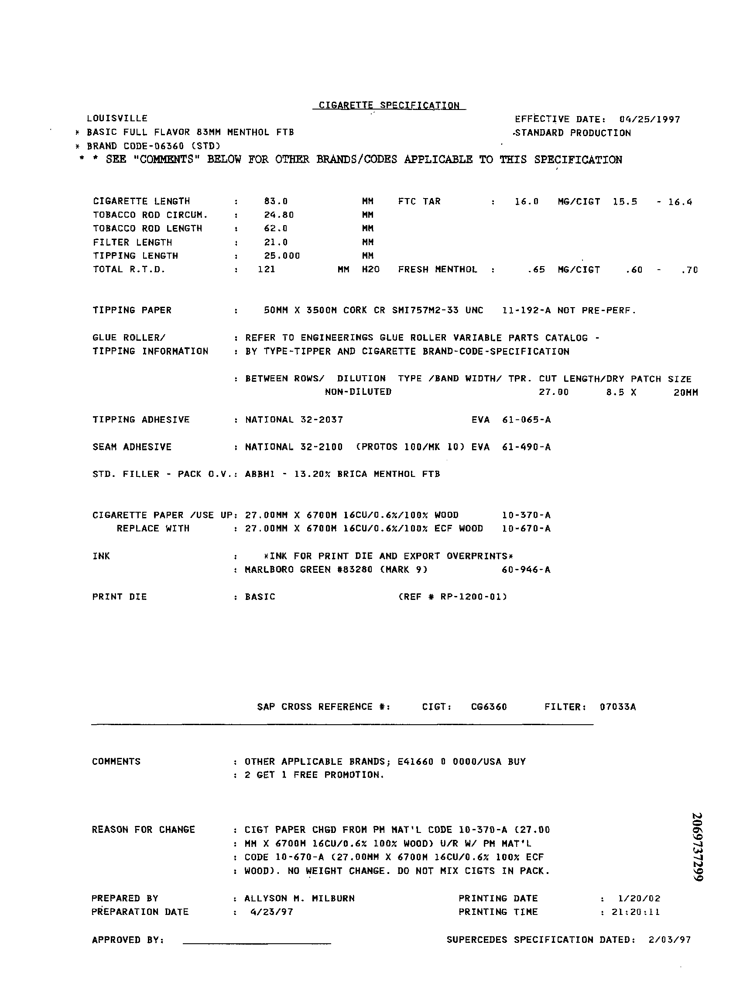 CIGARETTE SPECIFICATION
LOUISVILLE EFFECTIVE DATE: 04/25/1997
* BASIC FULL FLAVOR 83MM MENTHOL FTB STANDARD PRODUCTION
* BRAND CODE-06360 (STD)
* * SEE "COMMENTS" BELOW FOR OTHER BRANDS/CODES APPLICABLE TO THIS SPECIFICATION
CIGARETTE LENGTH : 83.0 MM FTC TAR : 16.0 MG/CIGT 15.5 - 16.4
TOBACCO ROD CIRCUM. : 24.80 MM
TOBACCO ROD LENGTH : 62.0 MM
FILTER LENGTH : 21.0 MM
TIPPING LENGTH : 25.000 MM
TOTAL R.T.D. : 121 MM H2O FRESH MENTHOL : .65 MG/CIGT .60 - .70
TIPPING PAPER : 50MM X 3500M CORK CR SMI757M2-33 UNC 11-192-A NOT PRE-PERF.
GLUE ROLLER/ : REFER TO ENGINEERINGS GLUE ROLLER VARIABLE PARTS CATALOG -
TIPPING INFORMATION : BY TYPE-TIPPER AND CIGARETTE BRAND-CODE-SPECIFICATION
: BETWEEN ROWS/ DILUTION TYPE /BAND WIDTH/ TPR. CUT LENGTH/DRY PATCH SIZE
NON-DILUTED 27.00 8.5 X 20MM
TIPPING ADHESIVE : NATIONAL 32-2037 EVA 61-065-A
SEAM ADHESIVE : NATIONAL 32-2100 (PROTOS 100/MK 10) EVA 61-490-A
STD. FILLER - PACK O.V.: ABBH1 - 13.20% BRICA MENTHOL FTB
CIGARETTE PAPER /USE UP: 27.00MM X 6700M 16CU/0.6%/100% WOOD 10-370-A
REPLACE WITH : 27.00MM X 6700M 16CU/0.6%/100% ECF WOOD 10-670-A
INK : *INK FOR PRINT DIE AND EXPORT OVERPRINTS*
: MARLBORO GREEN #83280 (MARK 9) 60-946-A
PRINT DIE : BASIC (REF # RP-1200-01)
SAP CROSS REFERENCE #: CIGT: CG6360 FILTER: 07033A
COMMENTS : OTHER APPLICABLE BRANDS; E41660 0 0000/USA BUY
: 2 GET 1 FREE PROMOTION.
REASON FOR CHANGE : CIGT PAPER CHGD FROM PM MAT'L CODE 10-370-A (27.00
: MM X 6700M 16CU/0.6% 100% WOOD) U/R W/ PM MAT'L
: CODE 10-670-A (27.00MM X 6700M 16CU/0.6% 100% ECF
: WOOD). NO WEIGHT CHANGE. DO NOT MIX CIGTS IN PACK.
PREPARED BY : ALLYSON M. MILBURN PRINTING DATE : 1/20/02
PREPARATION DATE : 4/23/97 PRINTING TIME : 21:20:11
APPROVED BY: SUPERCEDES SPECIFICATION DATED: 2/03/97
2069737299